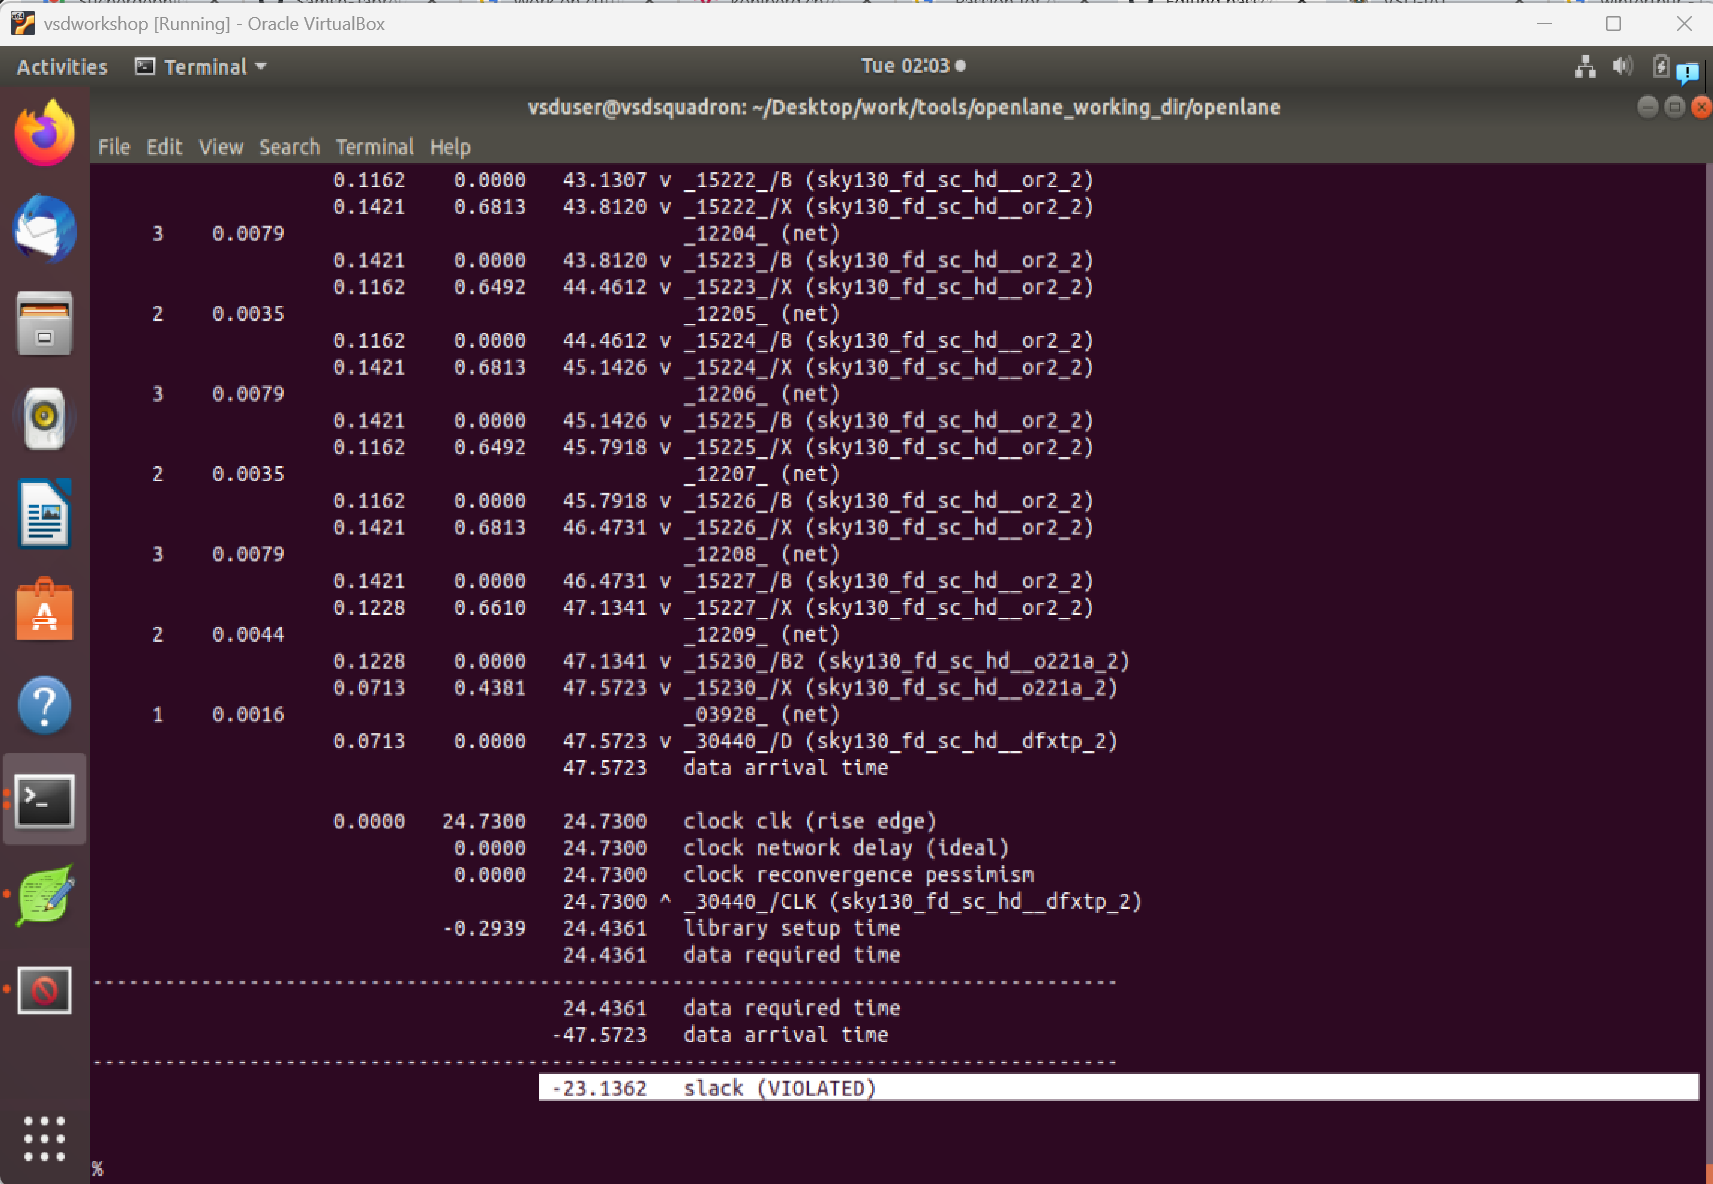 vsdworkshop [Running] - Oracle VirtualBox
Activities Terminal Tue 02:03
vsduser@vsdsquadron: ~/Desktop/work/tools/openlane_working_dir/openlane
File Edit View Search Terminal Help
0.1162 0.0000 43.1307 v _15222_/B (sky130_fd_sc_hd__or2_2)
0.1421 0.6813 43.8120 v _15222_/X (sky130_fd_sc_hd__or2_2)
3 0.0079 _12204_ (net)
0.1421 0.0000 43.8120 v _15223_/B (sky130_fd_sc_hd__or2_2)
0.1162 0.6492 44.4612 v _15223_/X (sky130_fd_sc_hd__or2_2)
2 0.0035 _12205_ (net)
0.1162 0.0000 44.4612 v _15224_/B (sky130_fd_sc_hd__or2_2)
0.1421 0.6813 45.1426 v _15224_/X (sky130_fd_sc_hd__or2_2)
3 0.0079 _12206_ (net)
0.1421 0.0000 45.1426 v _15225_/B (sky130_fd_sc_hd__or2_2)
0.1162 0.6492 45.7918 v _15225_/X (sky130_fd_sc_hd__or2_2)
2 0.0035 _12207_ (net)
0.1162 0.0000 45.7918 v _15226_/B (sky130_fd_sc_hd__or2_2)
0.1421 0.6813 46.4731 v _15226_/X (sky130_fd_sc_hd__or2_2)
3 0.0079 _12208_ (net)
0.1421 0.0000 46.4731 v _15227_/B (sky130_fd_sc_hd__or2_2)
0.1228 0.6610 47.1341 v _15227_/X (sky130_fd_sc_hd__or2_2)
2 0.0044 _12209_ (net)
0.1228 0.0000 47.1341 v _15230_/B2 (sky130_fd_sc_hd__o221a_2)
0.0713 0.4381 47.5723 v _15230_/X (sky130_fd_sc_hd__o221a_2)
1 0.0016 _03928_ (net)
0.0713 0.0000 47.5723 v _30440_/D (sky130_fd_sc_hd__dfxtp_2)
47.5723 data arrival time
0.0000 24.7300 24.7300 clock clk (rise edge)
0.0000 24.7300 clock network delay (ideal)
0.0000 24.7300 clock reconvergence pessimism
24.7300 ^ _30440_/CLK (sky130_fd_sc_hd__dfxtp_2)
-0.2939 24.4361 library setup time
24.4361 data required time
-------------------------------------------------------------------------------------
24.4361 data required time
-47.5723 data arrival time
-------------------------------------------------------------------------------------
-23.1362 slack (VIOLATED)
%